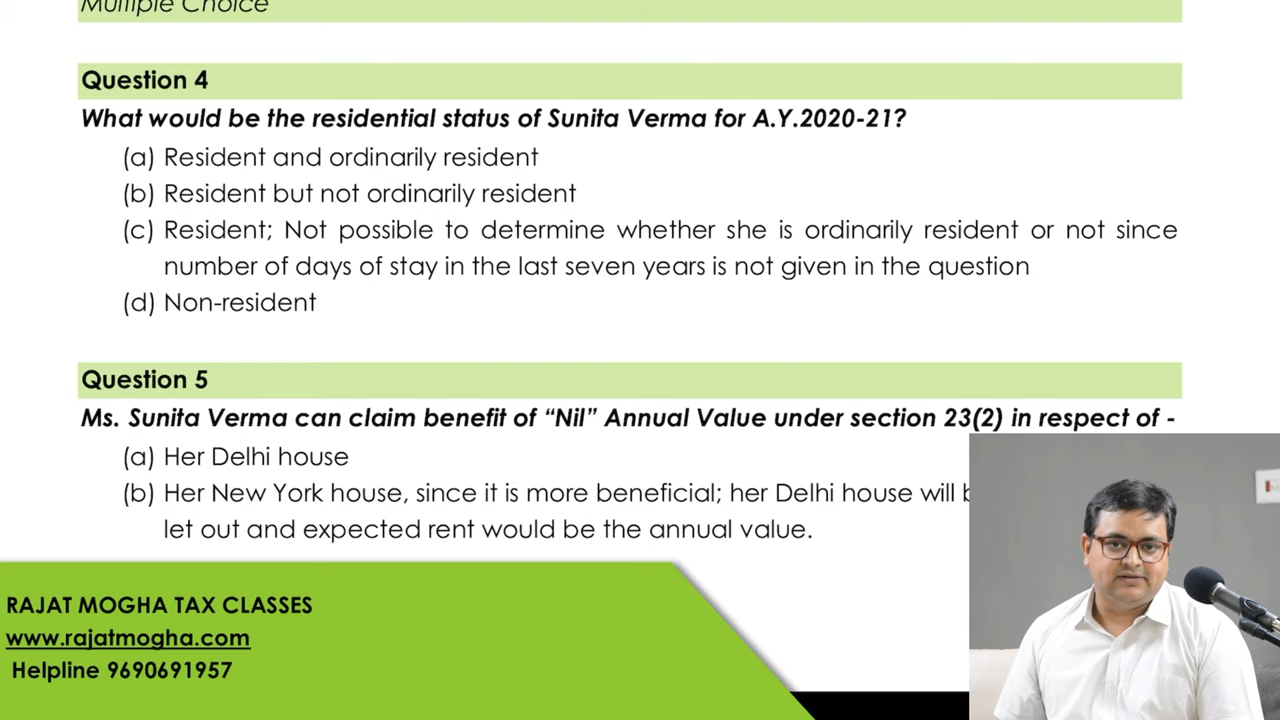 Multiple Choice
Question 4
What would be the residential status of Sunita Verma for A.Y.2020-21?
(a) Resident and ordinarily resident
(b) Resident but not ordinarily resident
(c) Resident; Not possible to determine whether she is ordinarily resident or not since
number of days of stay in the last seven years is not given in the question
(d) Non-resident
Question 5
Ms. Sunita Verma can claim benefit of “Nil” Annual Value under section 23(2) in respect of -
(a) Her Delhi house
(b) Her New York house, since it is more beneficial; her Delhi house will
let out and expected rent would be the annual value.
RAJAT MOGHA TAX CLASSES
www.rajatmogha.com
Helpline 9690691957